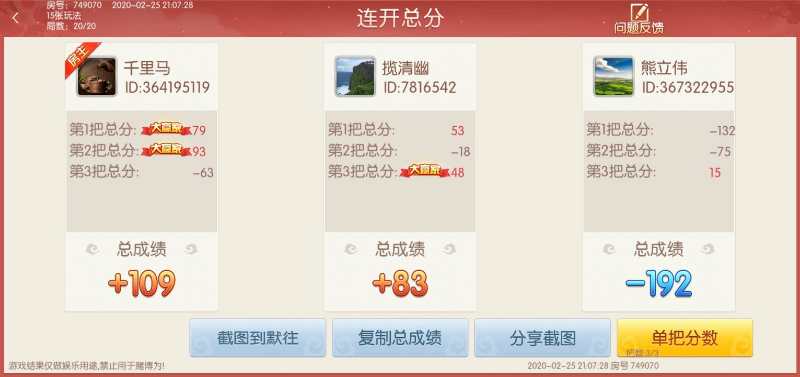 房号：749070 2020-02-25 21:07:28
15张玩法
局数：20/20
连开总分
问题反馈
房主
千里马
ID:364195119
第1把总分: 大赢家 79
第2把总分: 大赢家 93
第3把总分: -63
总成绩
+109
揽清幽
ID:7816542
第1把总分: 53
第2把总分: -18
第3把总分: 大赢家 48
总成绩
+83
熊立伟
ID:367322955
第1把总分: -132
第2把总分: -75
第3把总分: 15
总成绩
-192
截图到默往
复制总成绩
分享截图
单把分数
把数 3/3
游戏结果仅做娱乐用途,禁止用于赌博为!
2020-02-25 21:07:28 房号 749070